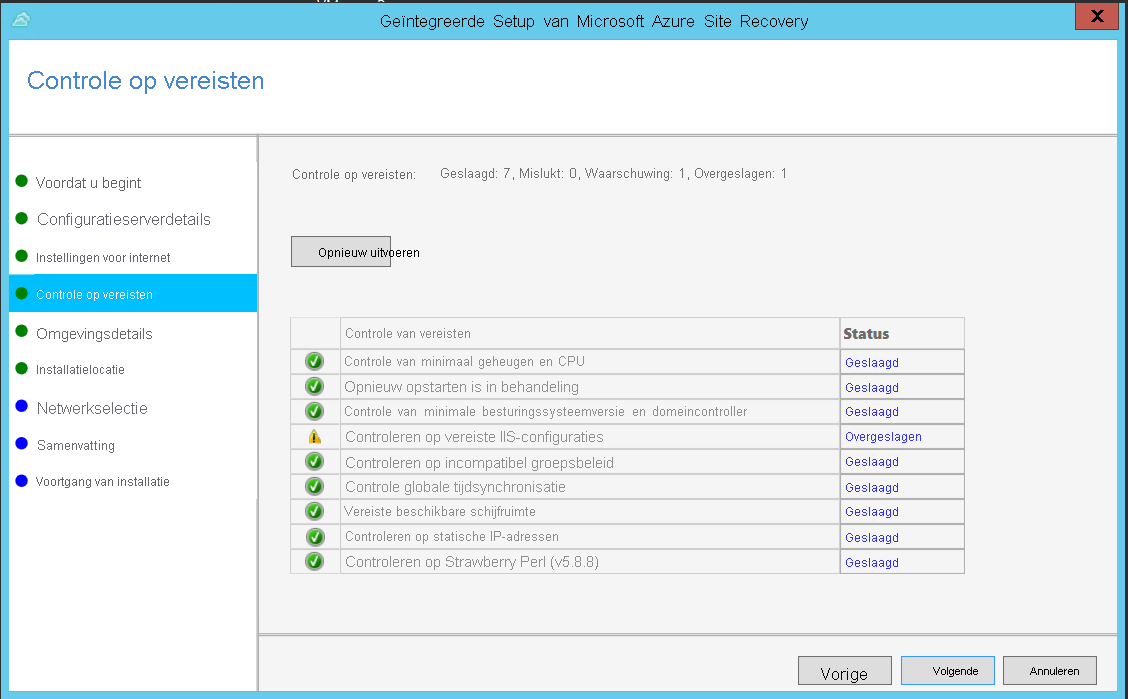 Geïntegreerde Setup van Microsoft Azure Site Recovery
X
Controle op vereisten
Voordat u begint
Configuratieserverdetails
Instellingen voor internet
Controle op vereisten
Omgevingsdetails
Installatielocatie
Netwerkselectie
Samenvatting
Voortgang van installatie
Controle op vereisten: Geslaagd: 7, Mislukt: 0, Waarschuwing: 1, Overgeslagen: 1
Opnieuw uitvoeren
Controle van vereisten Status
Controle van minimaal geheugen en CPU Geslaagd
Opnieuw opstarten is in behandeling Geslaagd
Controle van minimale besturingssysteemversie en domeincontroller Geslaagd
Controleren op vereiste IIS-configuraties Overgeslagen
Controleren op incompatibel groepsbeleid Geslaagd
Controle globale tijdsynchronisatie Geslaagd
Vereiste beschikbare schijfruimte Geslaagd
Controleren op statische IP-adressen Geslaagd
Controleren op Strawberry Perl (v5.8.8) Geslaagd
Vorige Volgende Annuleren